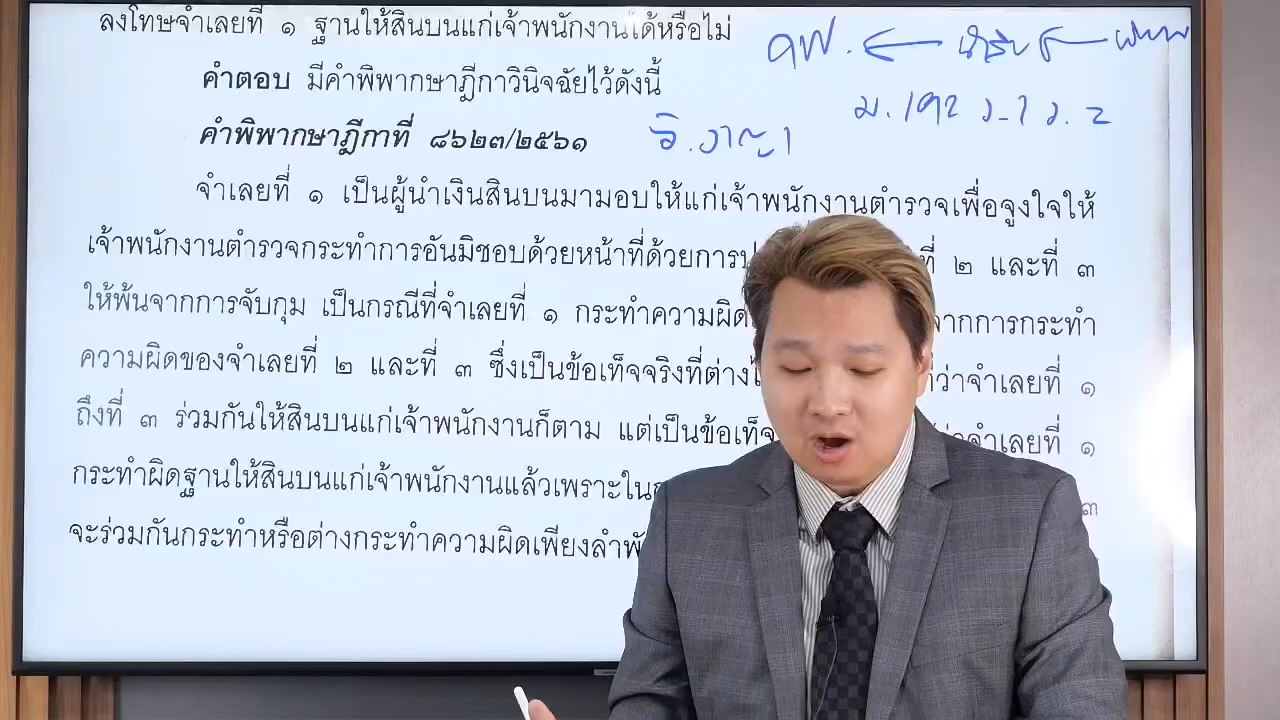 ลงโทษจำเลยที่ ๑ ฐานให้สินบนแก่เจ้าพนักงานได้หรือไม่
คำตอบ มีคำพิพากษาฎีกาวินิจฉัยไว้ดังนี้
ม. 192 ว.1 ว. 2
คำพิพากษาฎีกาที่ ๘๖๒๓/๒๕๖๑ วิ.อาญา
จำเลยที่ ๑ เป็นผู้นำเงินสินบนมามอบให้แก่เจ้าพนักงานตำรวจเพื่อจูงใจให้
เจ้าพนักงานตำรวจกระทำการอันมิชอบด้วยหน้าที่ด้วยการ ที่ ๒ และที่ ๓
ให้พ้นจากการจับกุม เป็นกรณีที่จำเลยที่ ๑ กระทำความผิด จากการกระทำ
ความผิดของจำเลยที่ ๒ และที่ ๓ ซึ่งเป็นข้อเท็จจริงที่ต่าง ว่าจำเลยที่ ๑
ถึงที่ ๓ ร่วมกันให้สินบนแก่เจ้าพนักงานก็ตาม แต่เป็นข้อเท็จ จำเลยที่ ๑
กระทำผิดฐานให้สินบนแก่เจ้าพนักงานแล้วเพราะใน ๓
จะร่วมกันกระทำหรือต่างกระทำความผิดเพียงลำพัง